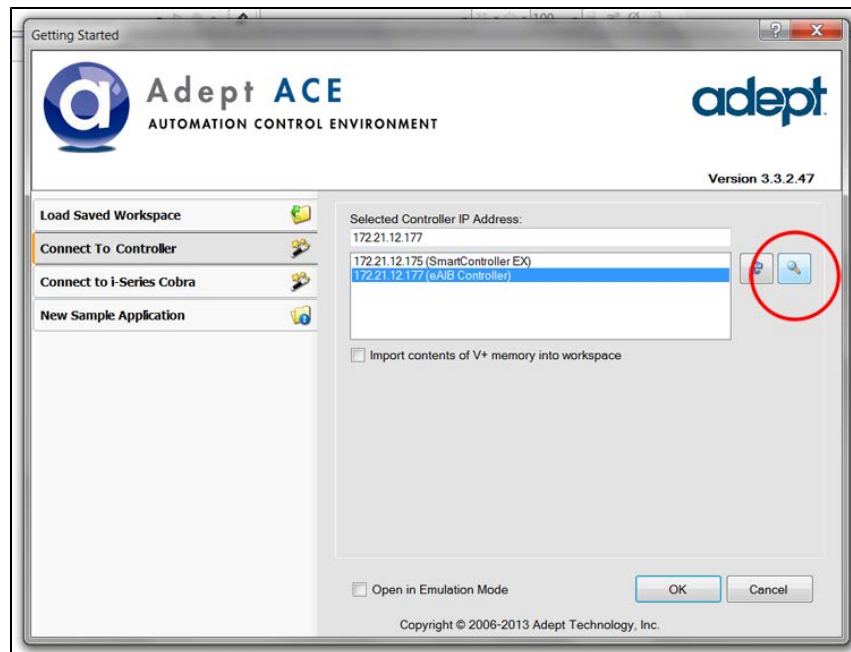 Getting Started
Adept ACE
AUTOMATION CONTROL ENVIRONMENT
adept
Version 3.3.2.47
Load Saved Workspace
Connect To Controller
Connect to i-Series Cobra
New Sample Application
Selected Controller IP Address:
172.21.12.177
172.21.12.175 (SmartController EX)
172.21.12.177 (eAIB Controller)
Import contents of V+ memory into workspace
Open in Emulation Mode
OK
Cancel
Copyright © 2006-2013 Adept Technology, Inc.